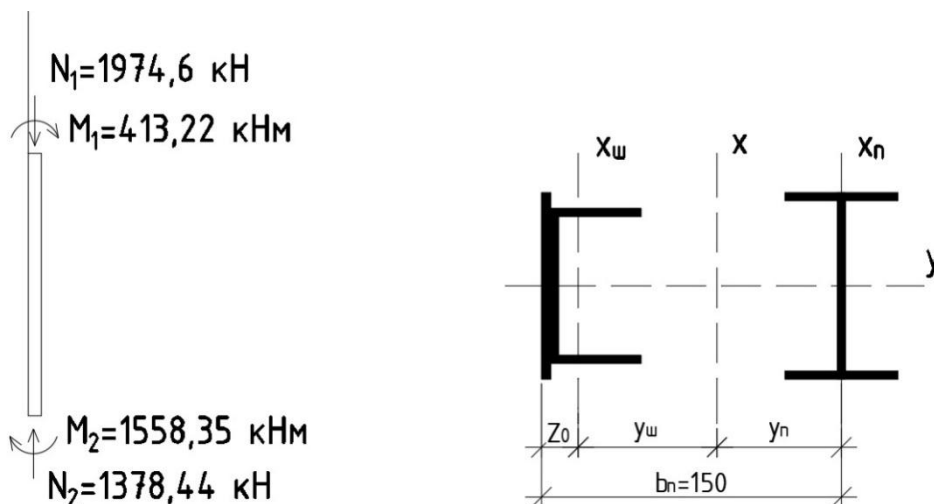 N₁=1974,6 кН
M₁=413,22 кНм
M₂=1558,35 кНм
N₂=1378,44 кН
xш
x
xп
y
z₀
yш
yп
bп=150